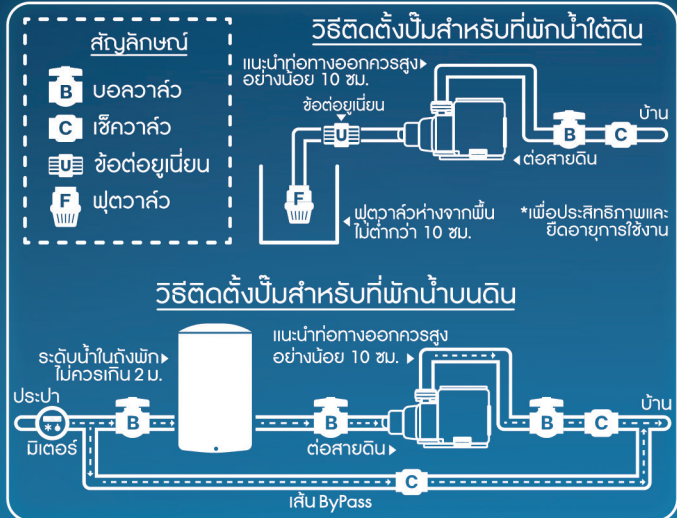 สัญลักษณ์
B บอลวาล์ว
C เช็ควาล์ว
U ข้อต่อยูเนี่ยน
F ฟุตวาล์ว
วิธีติดตั้งปั๊มสำหรับที่พักน้ำใต้ดิน
แนะนำท่อทางออกควรสูง
อย่างน้อย 10 ซม.
ข้อต่อยูเนี่ยน
U
B
C
บ้าน
ต่อสายดิน
F
ฟุตวาล์วห่างจากพื้น
ไม่ต่ำกว่า 10 ซม.
*เพื่อประสิทธิภาพและ
ยืดอายุการใช้งาน
วิธีติดตั้งปั๊มสำหรับที่พักน้ำบนดิน
ระดับน้ำในถังพัก
ไม่ควรเกิน 2 ม.
แนะนำท่อทางออกควรสูง
อย่างน้อย 10 ซม.
ประปา
มิเตอร์
B
B
ต่อสายดิน
B
C
บ้าน
C
เส้น ByPass